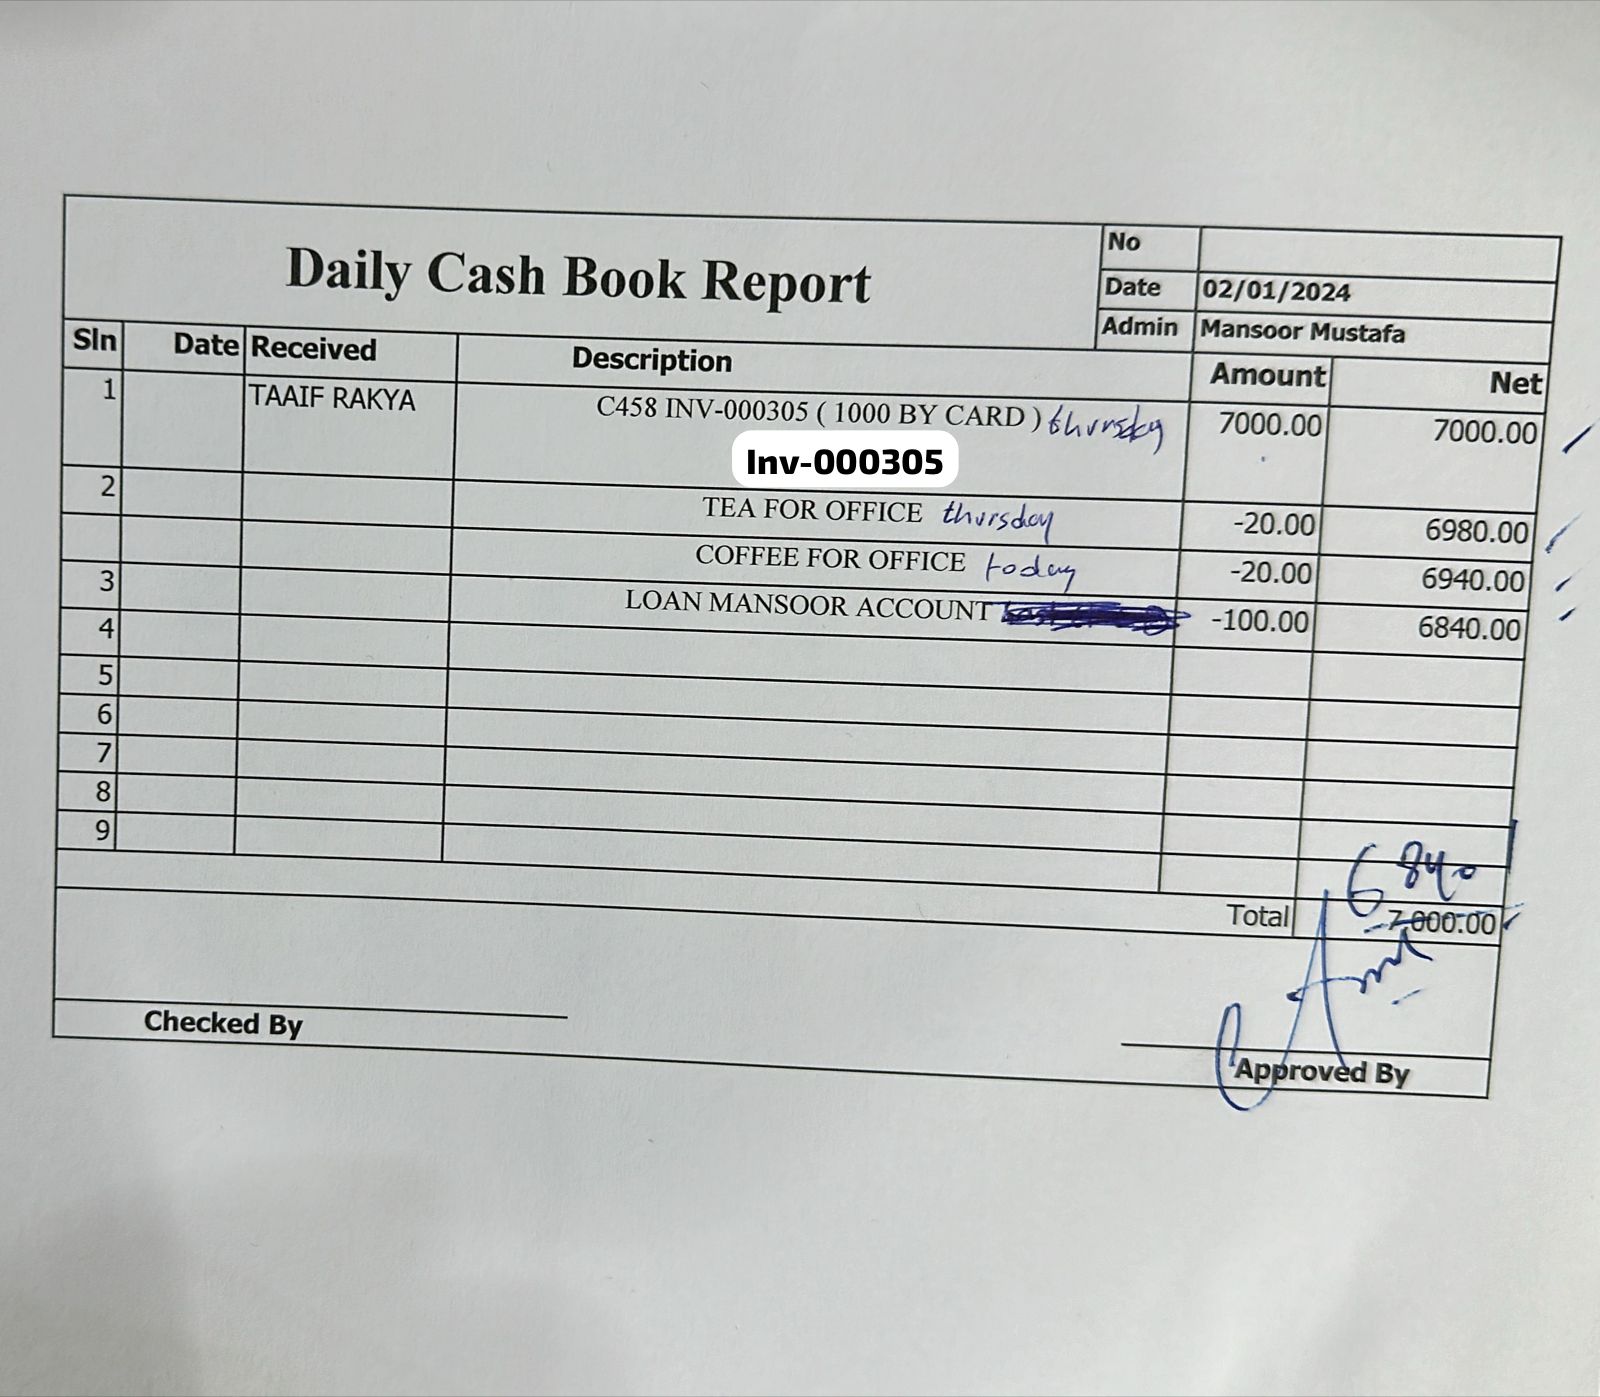 No
Daily Cash Book Report
Date 02/01/2024
Admin Mansoor Mustafa
Sln Date Received Description Amount Net
1 TAAIF RAKYA C458 INV-000305 ( 1000 BY CARD ) thursday 7000.00 7000.00
Inv-000305
2 TEA FOR OFFICE thursday -20.00 6980.00
COFFEE FOR OFFICE today -20.00 6940.00
3 LOAN MANSOOR ACCOUNT -100.00 6840.00
4
5
6
7
8
9
6840
Total 7,000.00
Checked By
Approved By